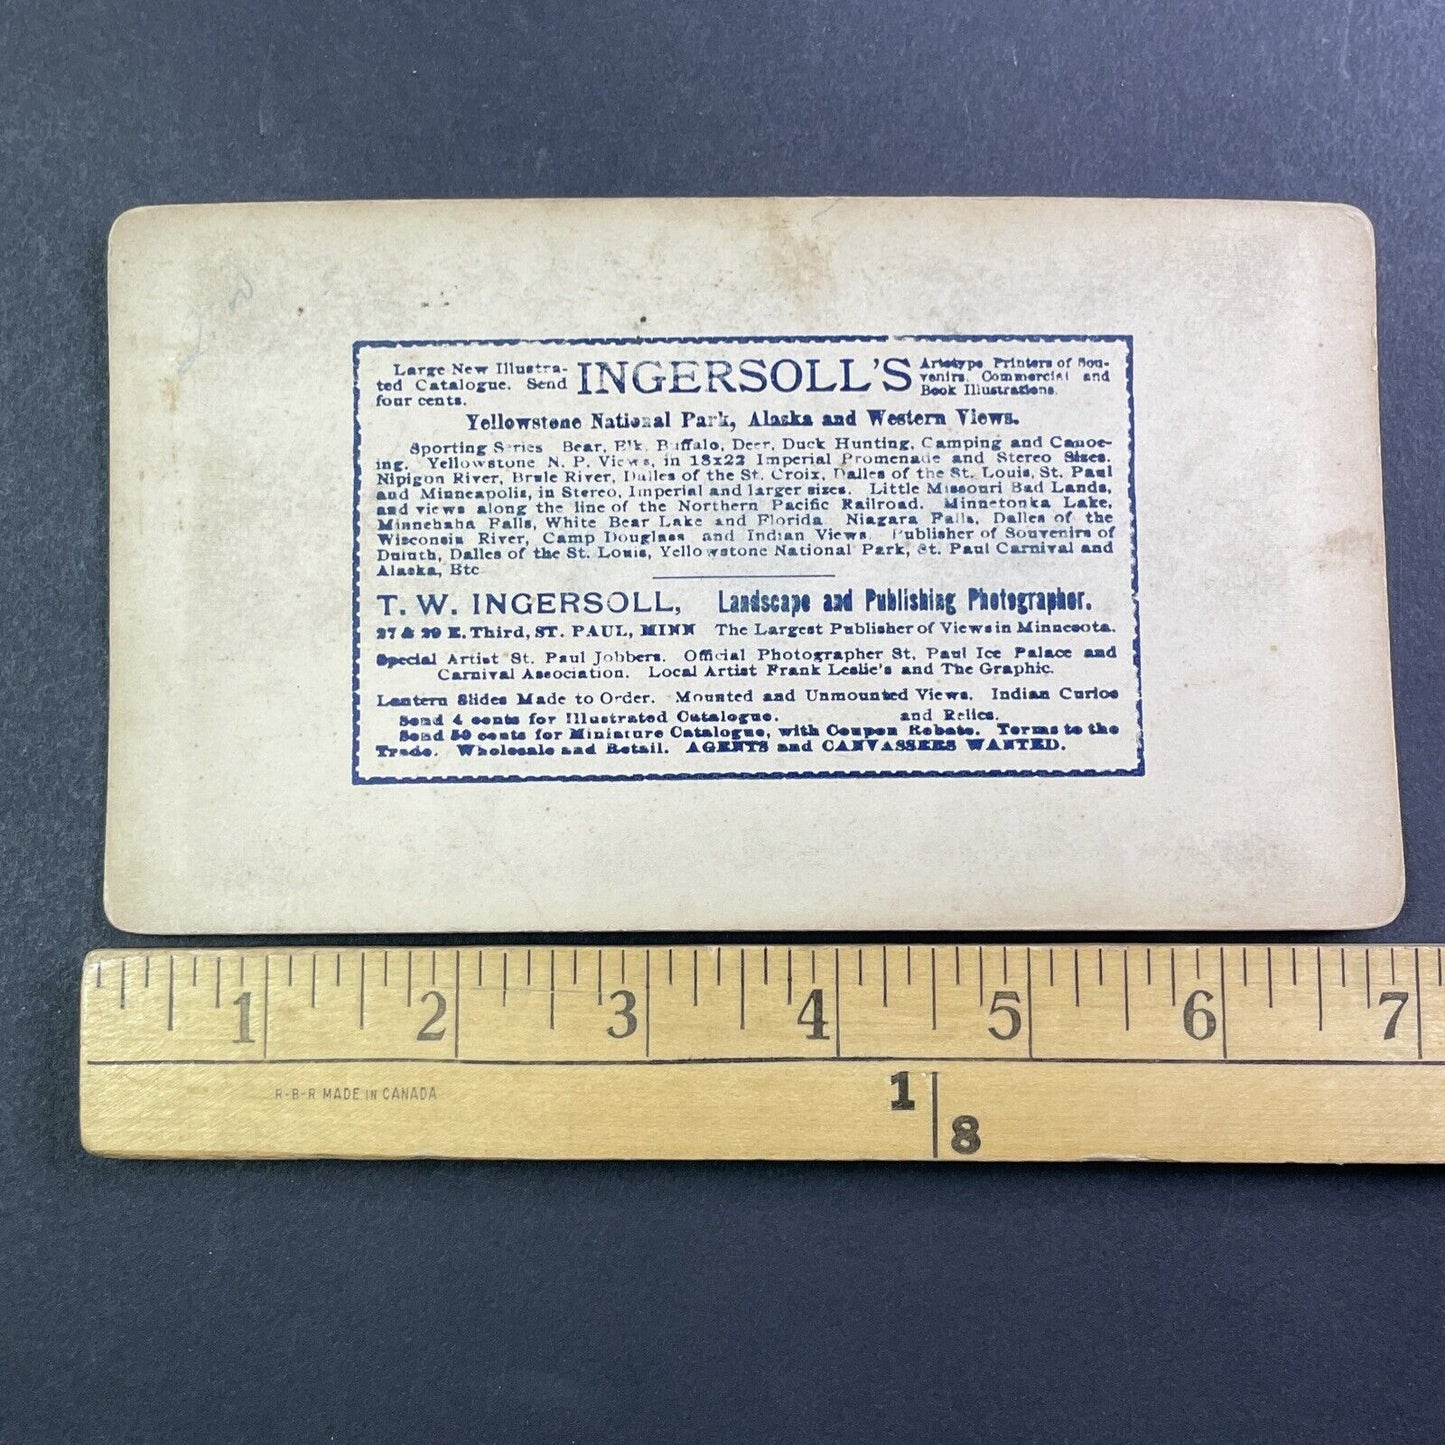 Large New Illustra-
ted Catalogue. Send
four cents.
INGERSOLL'S
Artotype Printers of Sou-
venirs, Commercial and
Book Illustrations.
Yellowstone National Park, Alaska and Western Views.
Sporting Series Bear, Elk, Buffalo, Deer, Duck Hunting, Camping and Canoe-
ing. Yellowstone N. P. Views, in 18x22 Imperial Promenade and Stereo Sizes.
Nipigon River, Brule River, Dalles of the St. Croix, Dalles of the St. Louis, St. Paul
and Minneapolis, in Stereo, Imperial and larger sizes. Little Missouri Bad Lands,
and views along the line of the Northern Pacific Railroad. Minnetonka Lake,
Minnehaha Falls, White Bear Lake and Florida. Niagara Falls, Dalles of the
Wisconsin River, Camp Douglass and Indian Views. Publisher of Souvenirs of
Duluth, Dalles of the St. Louis, Yellowstone National Park, St. Paul Carnival and
Alaska, Etc
T. W. INGERSOLL, Landscape and Publishing Photographer.
27 & 29 E. Third, ST. PAUL, MINN The Largest Publisher of Views in Minnesota.
Special Artist St. Paul Jobbers. Official Photographer St. Paul Ice Palace and
Carnival Association. Local Artist Frank Leslie's and The Graphic.
Lantern Slides Made to Order. Mounted and Unmounted Views. Indian Curios
Send 4 cents for Illustrated Catalogue. and Relics.
Send 50 cents for Miniature Catalogue, with Coupon Rebate. Terms to the
Trade. Wholesale and Retail. AGENTS and CANVASSERS WANTED.
1 2 3 4 5 6 7
R-B-R MADE IN CANADA
1
8